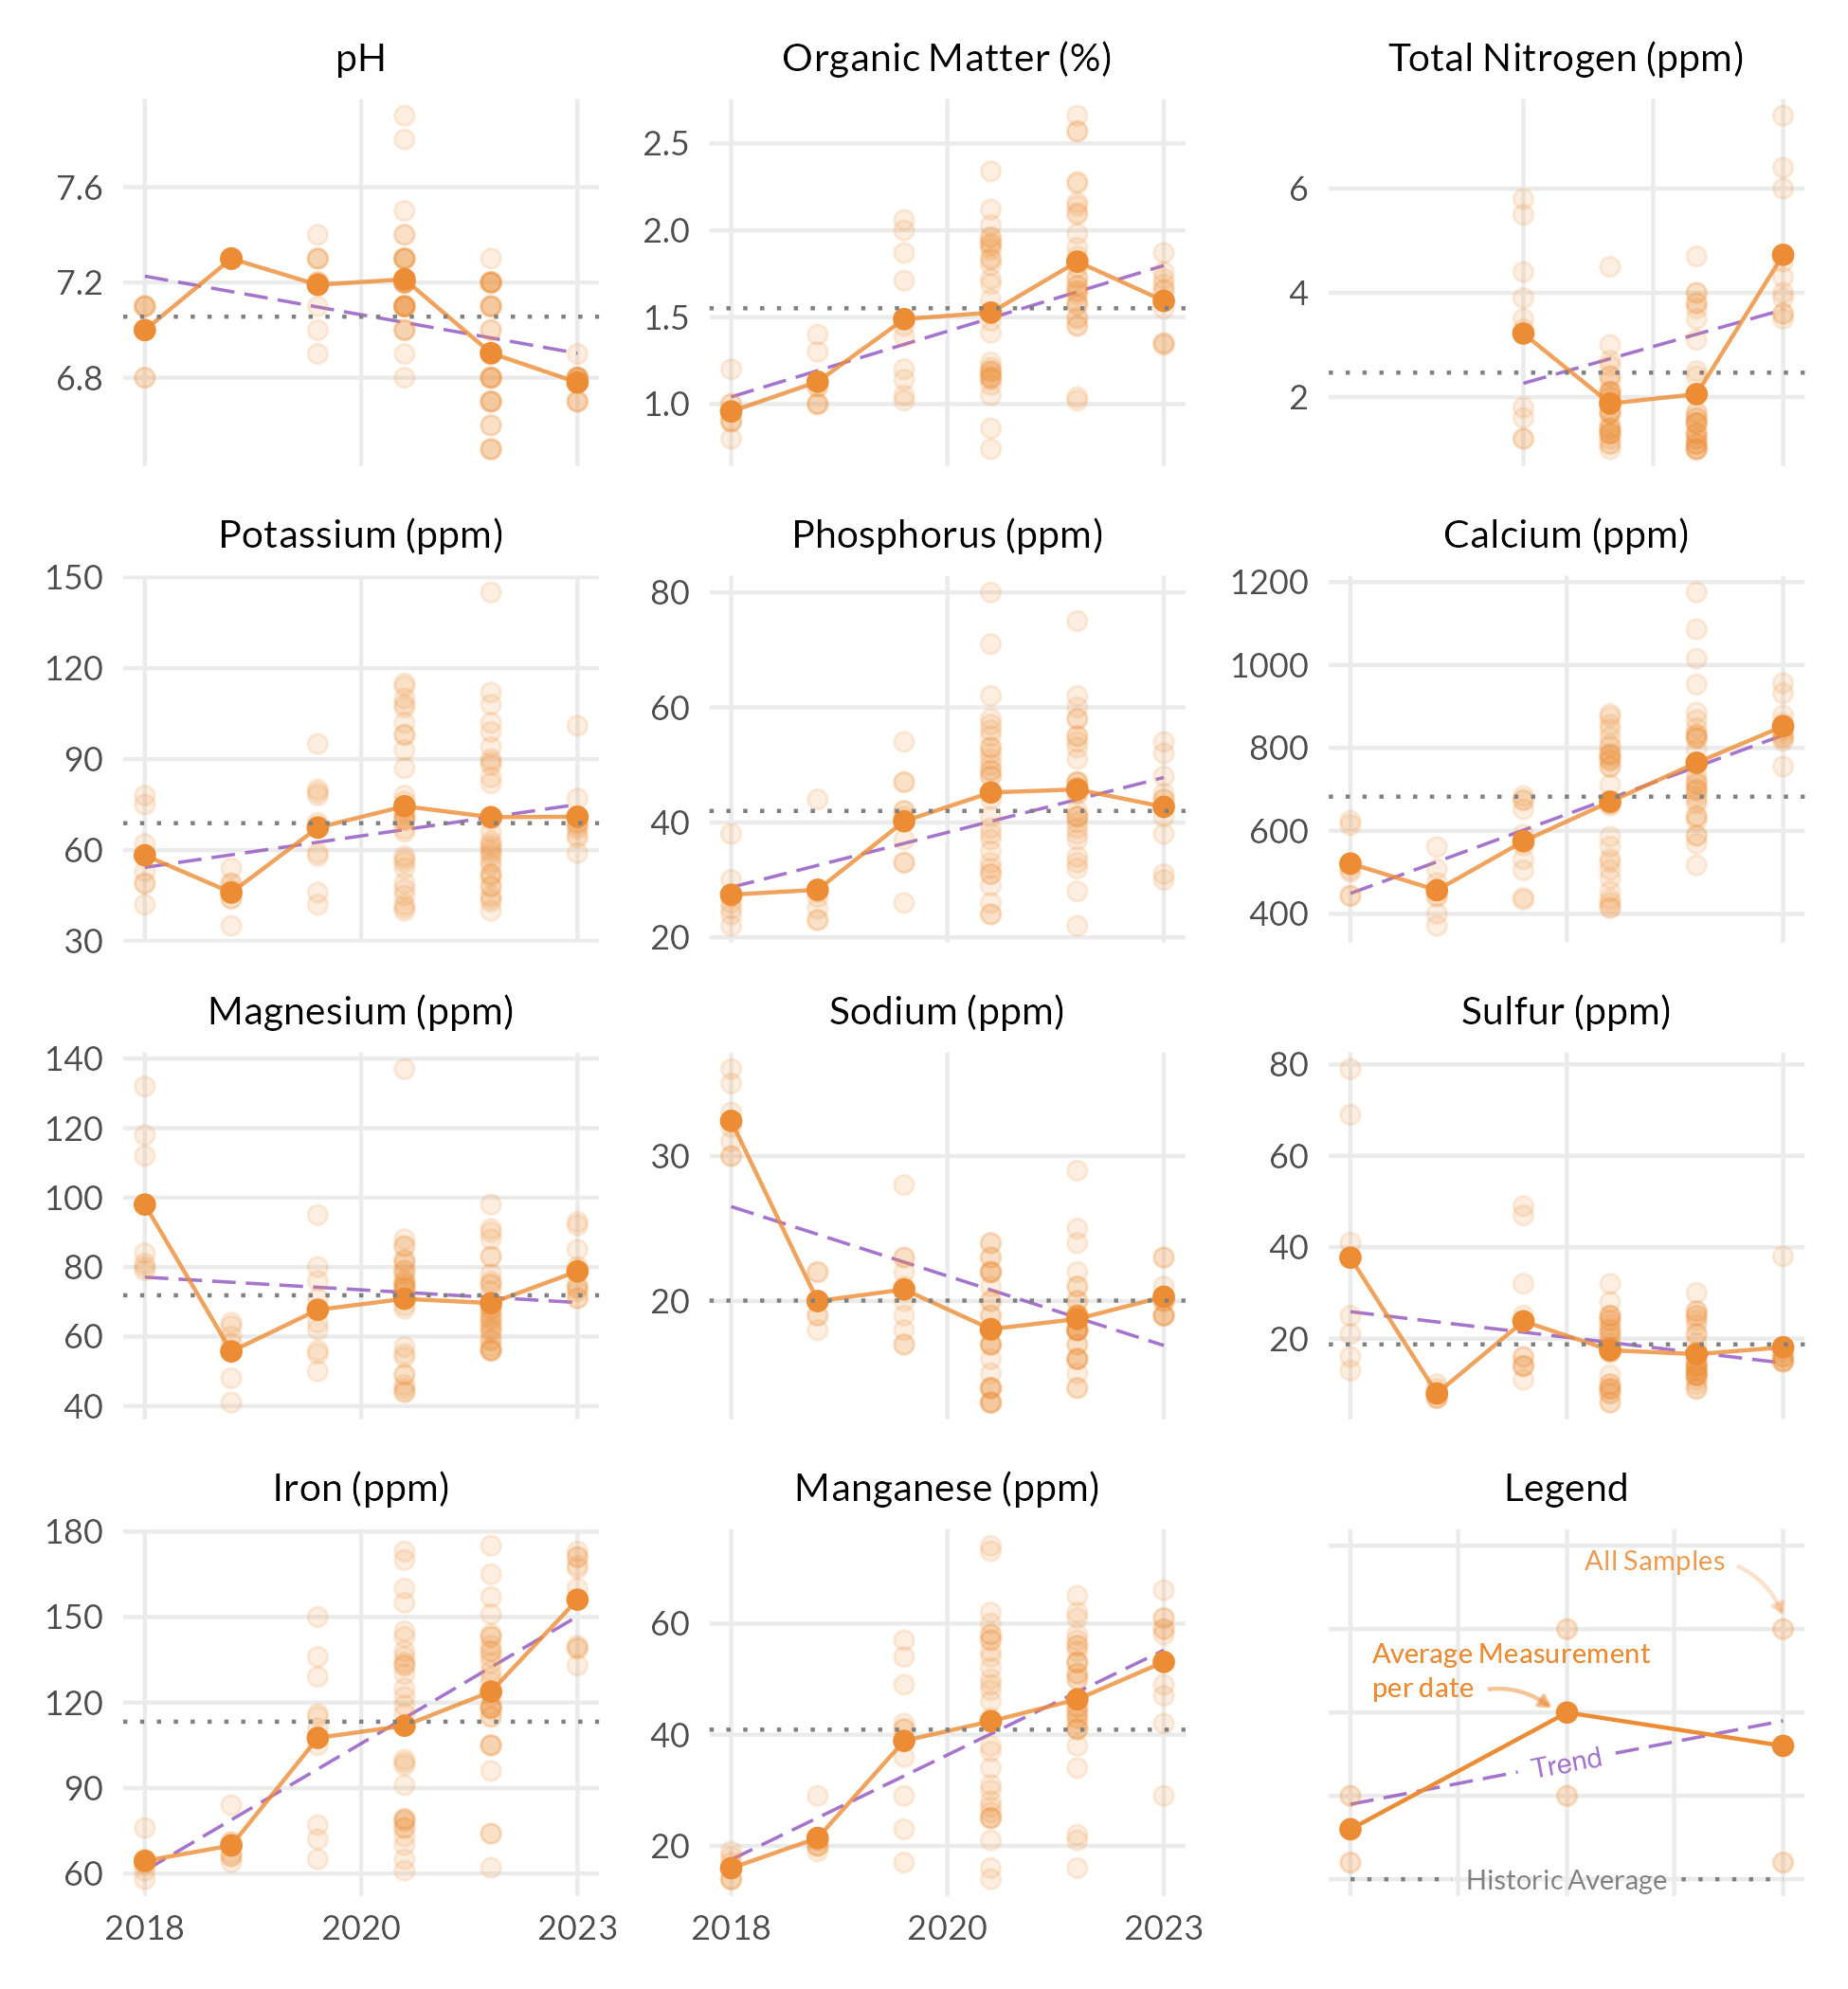 pH
Organic Matter (%)
Total Nitrogen (ppm)
7.6
7.2
6.8
2.5
2.0
1.5
1.0
6
4
2
Potassium (ppm)
Phosphorus (ppm)
Calcium (ppm)
150
120
90
60
30
80
60
40
20
1200
1000
800
600
400
Magnesium (ppm)
Sodium (ppm)
Sulfur (ppm)
140
120
100
80
60
40
30
20
80
60
40
20
Iron (ppm)
Manganese (ppm)
Legend
180
150
120
90
60
2018
2020
2023
60
40
20
2018
2020
2023
All Samples
Average Measurement
per date
Trend
Historic Average